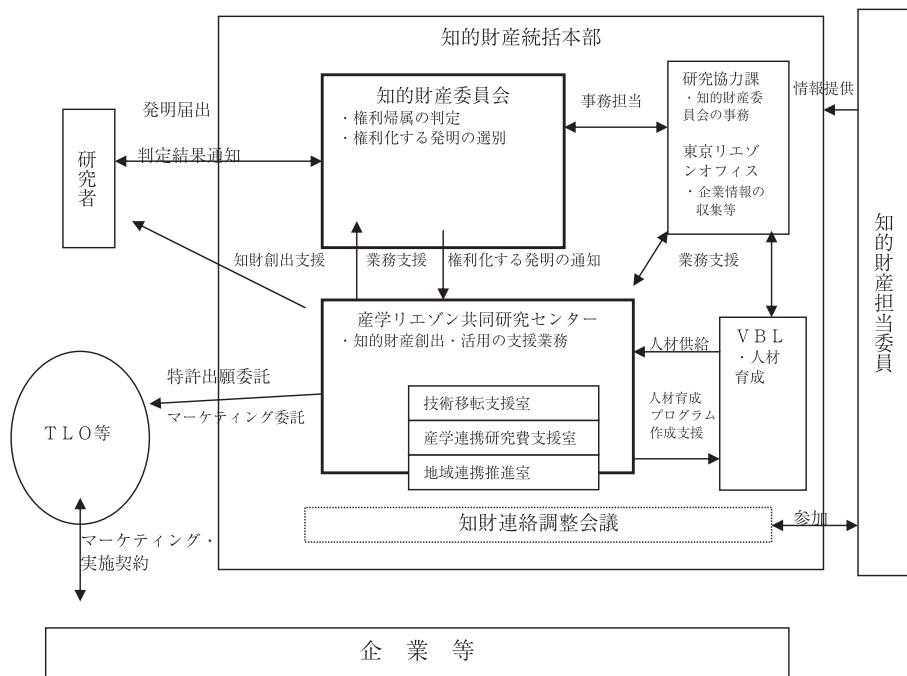 知的財産統括本部
知的財産委員会
・権利帰属の判定
・権利化する発明の選別
事務担当
研究協力課
・知的財産委
員会の事務
東京リエゾ
ンオフィス
・企業情報の
収集等
情報提供
発明届出
判定結果通知
研究者
知財創出支援
業務支援
権利化する発明の通知
業務支援
知的財産担当委員
産学リエゾン共同研究センター
・知的財産創出・活用の支援業務
技術移転支援室
産学連携研究費支援室
地域連携推進室
人材供給
ＶＢＬ
・人材
育成
人材育成
プログラム
作成支援
特許出願委託
マーケティング委託
ＴＬＯ等
知財連絡調整会議
参加
マーケティング・
実施契約
企業等